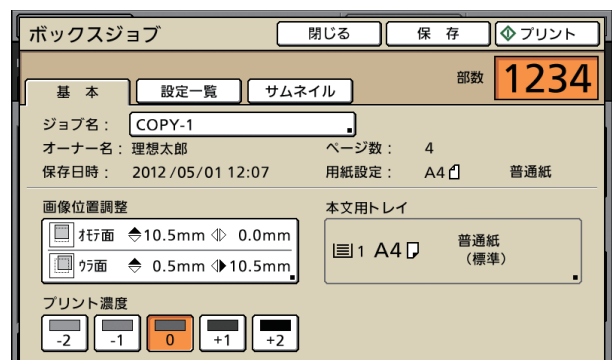 ボックスジョブ 閉じる 保 存 プリント
基 本 設定一覧 サムネイル 部数 1234
ジョブ名： COPY-1
オーナー名： 理想太郎 ページ数： 4
保存日時： 2012/05/01 12:07 用紙設定： A4 普通紙
画像位置調整 本文用トレイ
ｵﾓﾃ面 10.5mm 0.0mm
ｳﾗ面 0.5mm 10.5mm
1 A4 普通紙
（標準）
プリント濃度
-2 -1 0 +1 +2